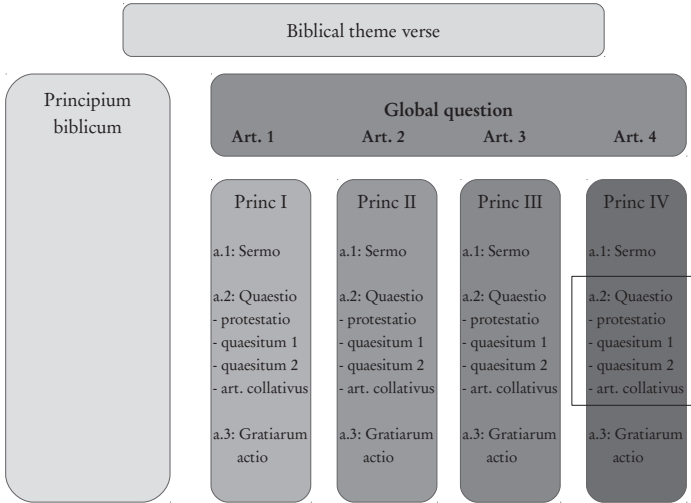 Biblical theme verse
Principium
biblicum
Global question
Art. 1 Art. 2 Art. 3 Art. 4
Princ I
a.1: Sermo
a.2: Quaestio
- protestatio
- quaesitum 1
- quaesitum 2
- art. collativus
a.3: Gratiarum
actio
Princ II
a.1: Sermo
a.2: Quaestio
- protestatio
- quaesitum 1
- quaesitum 2
- art. collativus
a.3: Gratiarum
actio
Princ III
a.1: Sermo
a.2: Quaestio
- protestatio
- quaesitum 1
- quaesitum 2
- art. collativus
a.3: Gratiarum
actio
Princ IV
a.1: Sermo
a.2: Quaestio
- protestatio
- quaesitum 1
- quaesitum 2
- art. collativus
a.3: Gratiarum
actio